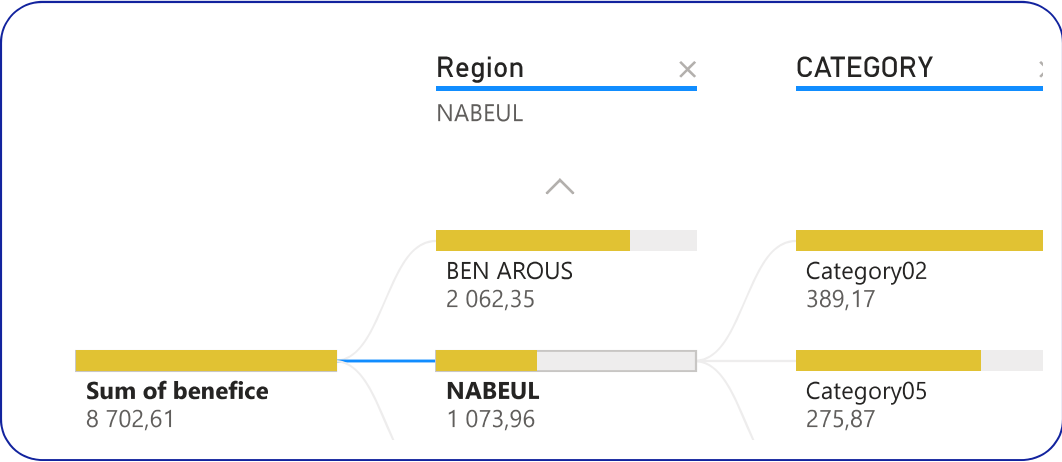 Region
NABEUL
CATEGORY
BEN AROUS
2 062,35
Category02
389,17
Sum of benefice
8 702,61
NABEUL
1 073,96
Category05
275,87